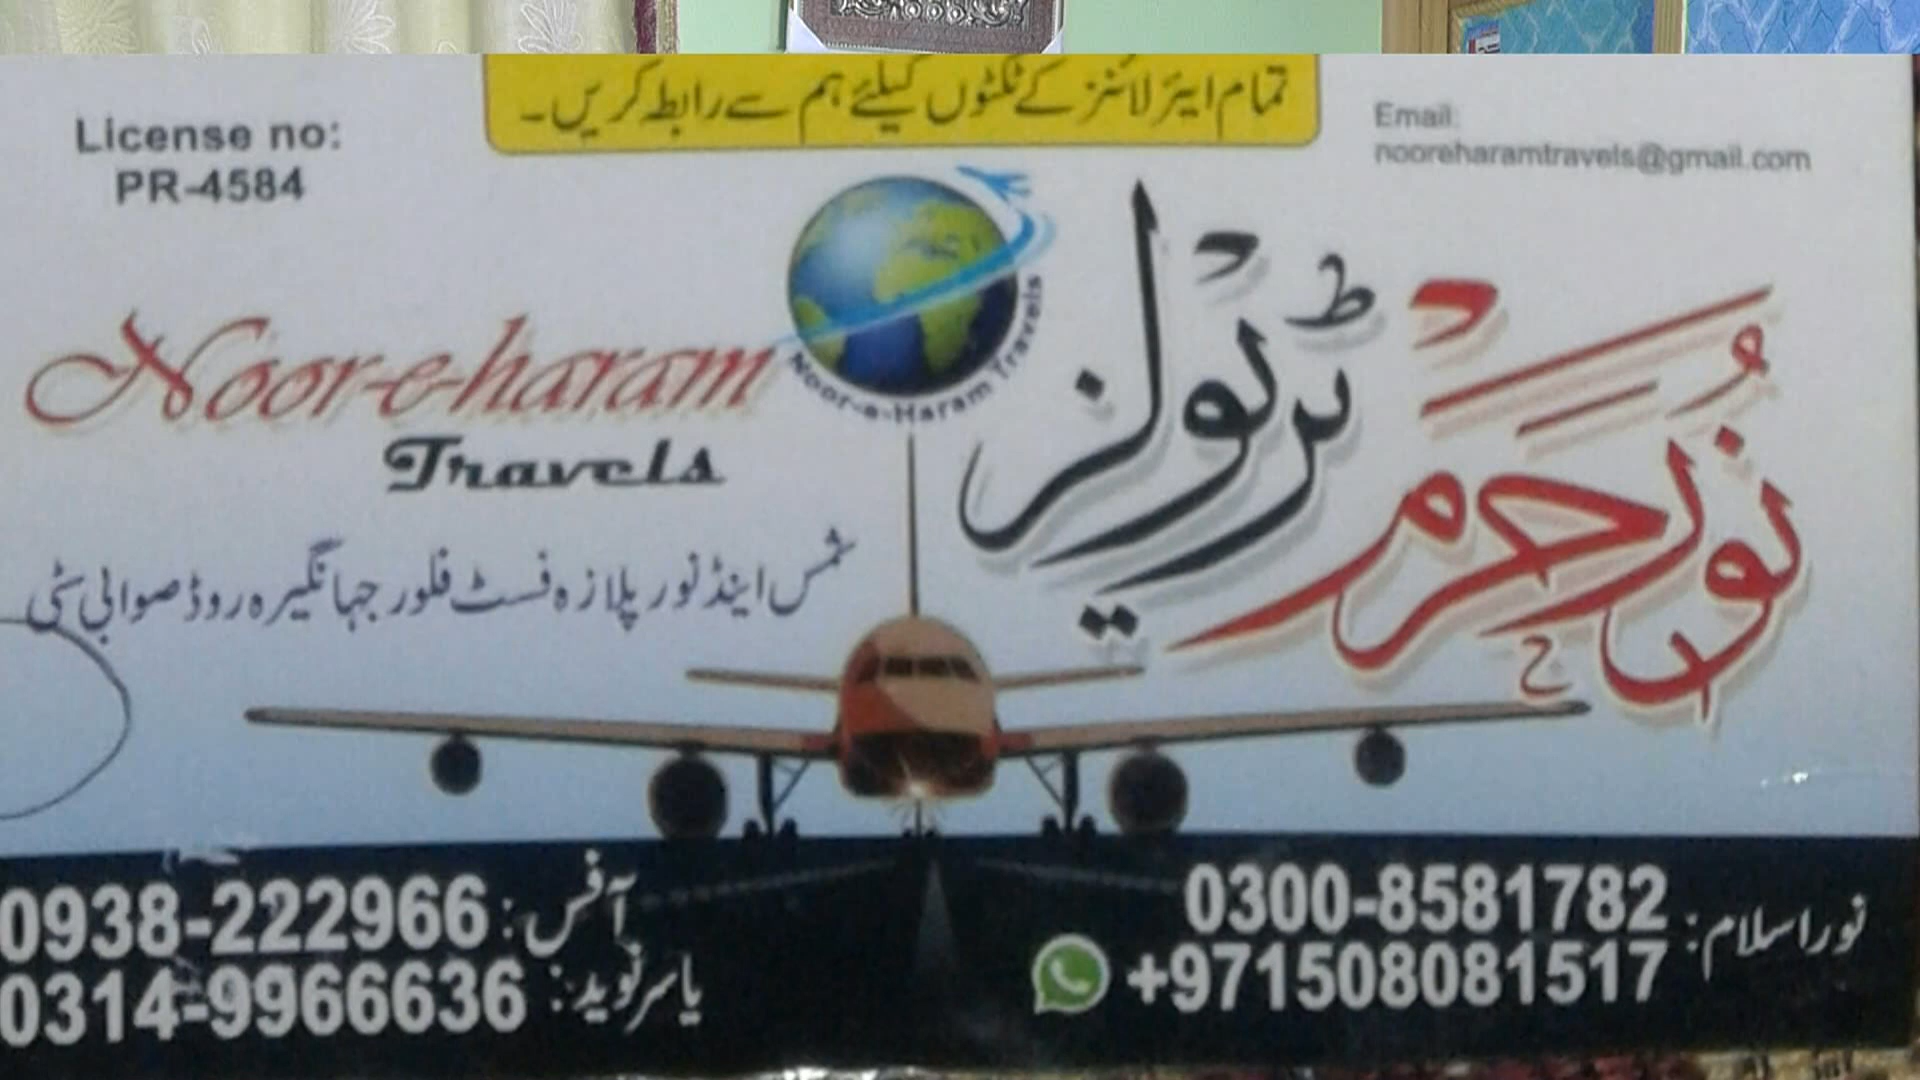 تمام ایئر لائنز کے ٹکٹوں کیلئے ہم سے رابطہ کریں۔
License no:
PR-4584
Email:
nooreharamtravels@gmail.com
Noor-e-Haram Travels
نُورِ حَرَم ٹریولز
Noor-e-haram
Travels
شمس اینڈ نور پلازہ فسٹ فلور جہانگیرہ روڈ صوابی سٹی
آفس: 0938-222966
یاسر نوید: 0314-9966636
نور اسلام: 0300-8581782
+971508081517